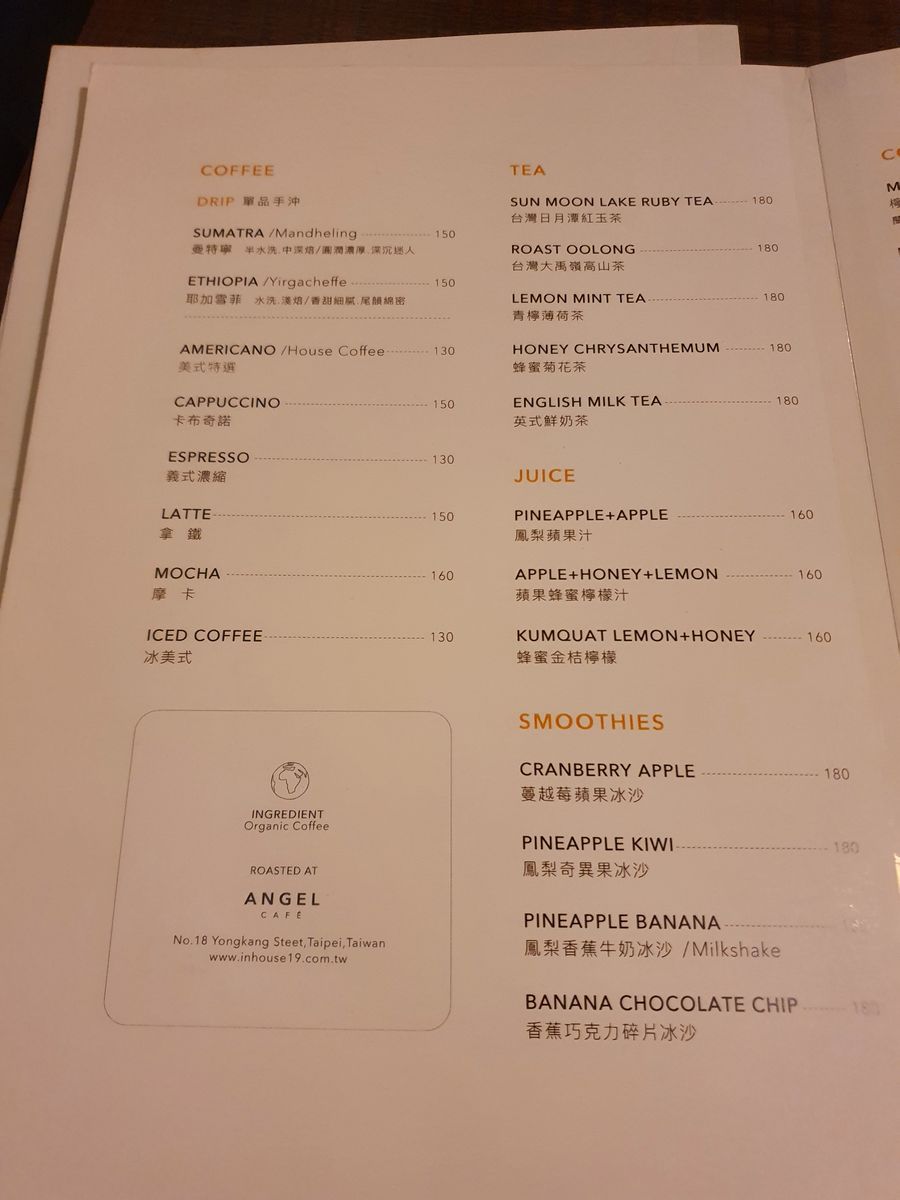 COFFEE
DRIP 單品手沖
SUMATRA /Mandheling 150
曼特寧 半水洗.中深焙/圓潤濃厚.深沉迷人
ETHIOPIA /Yirgacheffe 150
耶加雪菲 水洗.淺焙/香甜細膩.尾韻綿密
AMERICANO /House Coffee 130
美式特選
CAPPUCCINO 150
卡布奇諾
ESPRESSO 130
義式濃縮
LATTE 150
拿 鐵
MOCHA 160
摩 卡
ICED COFFEE 130
冰美式
INGREDIENT
Organic Coffee
ROASTED AT
ANGEL
CAFÉ
No.18 Yongkang Steet,Taipei,Taiwan
www.inhouse19.com.tw
TEA
SUN MOON LAKE RUBY TEA 180
台灣日月潭紅玉茶
ROAST OOLONG 180
台灣大禹嶺高山茶
LEMON MINT TEA 180
青檸薄荷茶
HONEY CHRYSANTHEMUM 180
蜂蜜菊花茶
ENGLISH MILK TEA 180
英式鮮奶茶
JUICE
PINEAPPLE+APPLE 160
鳳梨蘋果汁
APPLE+HONEY+LEMON 160
蘋果蜂蜜檸檬汁
KUMQUAT LEMON+HONEY 160
蜂蜜金桔檸檬
SMOOTHIES
CRANBERRY APPLE 180
蔓越莓蘋果冰沙
PINEAPPLE KIWI 180
鳳梨奇異果冰沙
PINEAPPLE BANANA
鳳梨香蕉牛奶冰沙 /Milkshake
BANANA CHOCOLATE CHIP 180
香蕉巧克力碎片冰沙